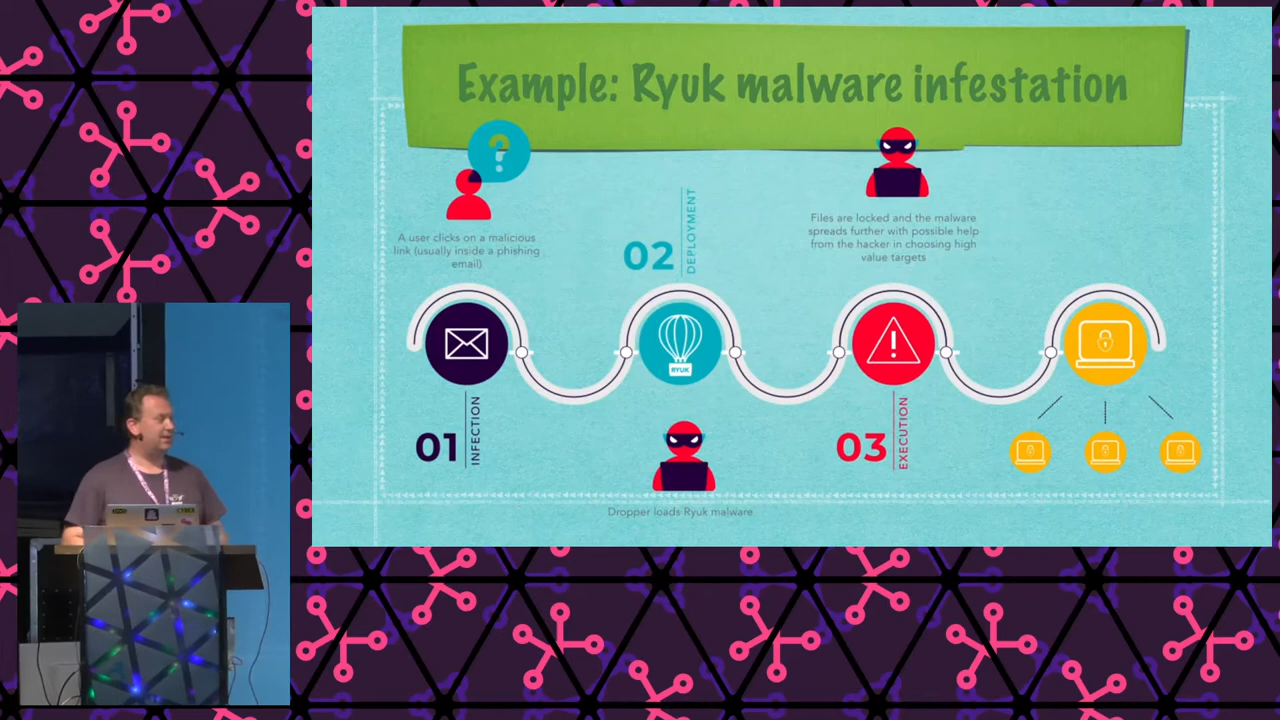 Example: Ryuk malware infestation
A user clicks on a malicious
link (usually inside a phishing
email)
01
INFECTION
02
DEPLOYMENT
RYUK
Dropper loads Ryuk malware
Files are locked and the malware
spreads further with possible help
from the hacker in choosing high
value targets
03
EXECUTION